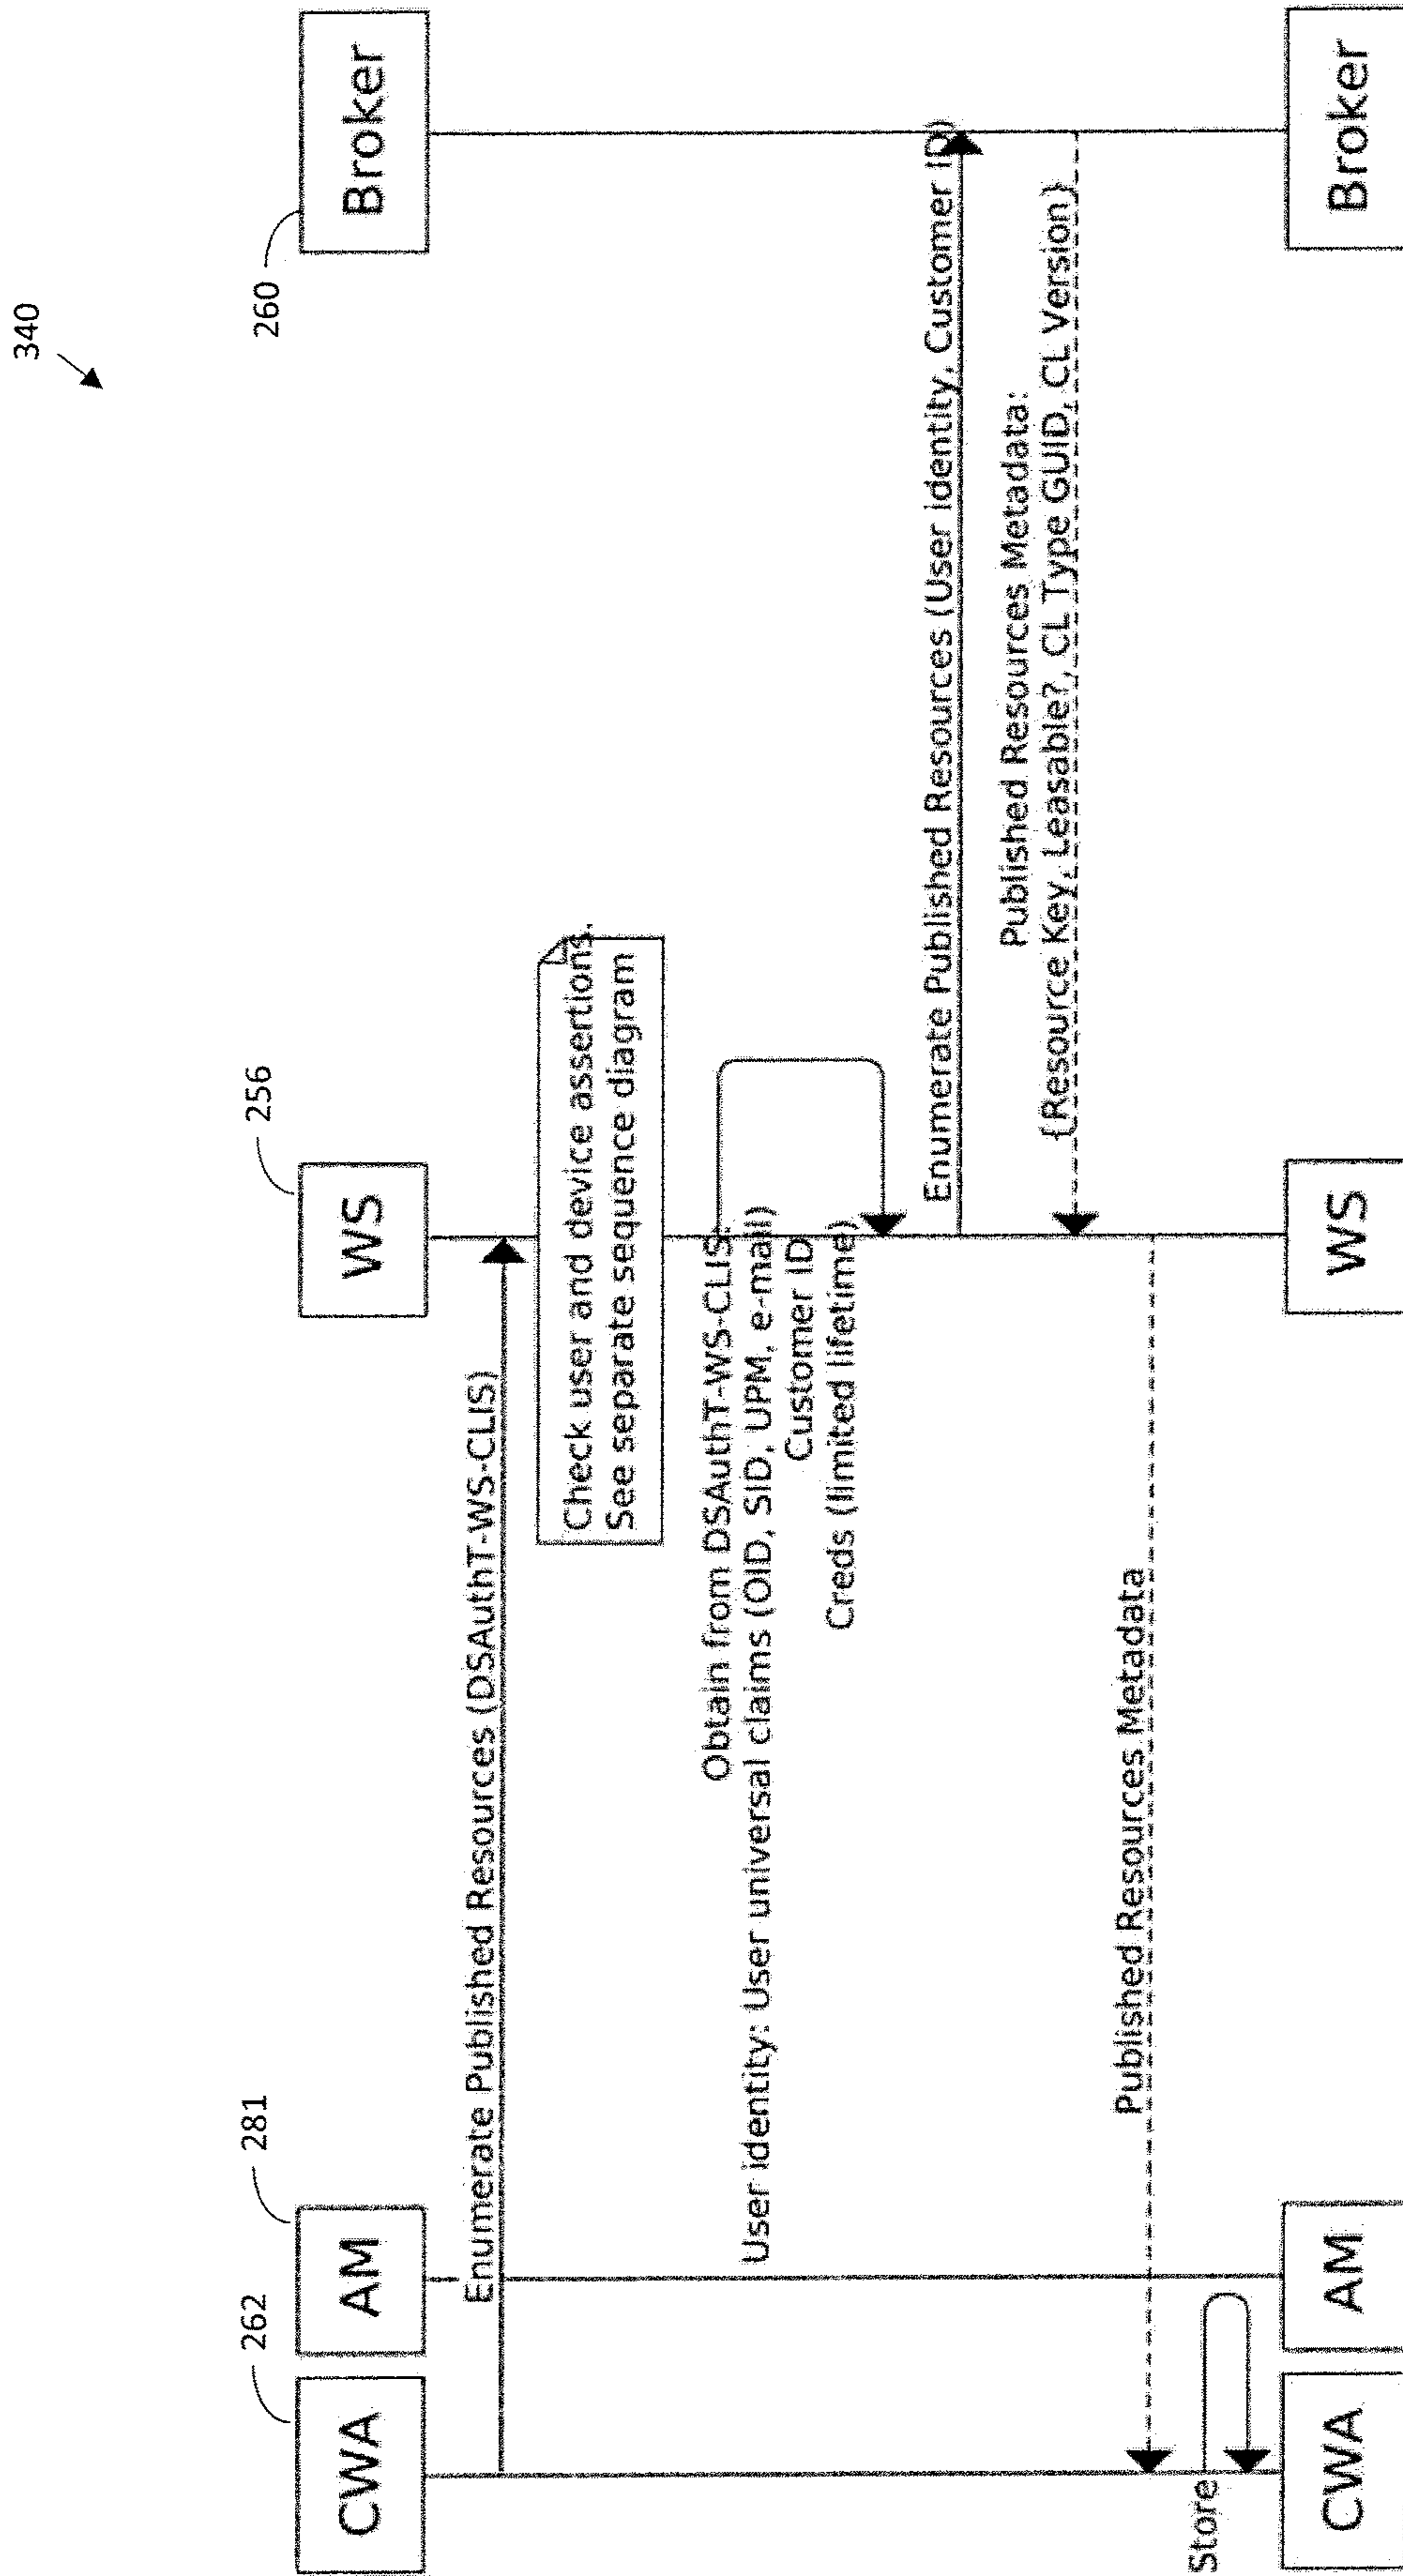 340
262
281
256
260
CWA
AM
WS
Broker
Enumerate Published Resources (DSAuthT-WS-CLIS)
Check user and device assertions.
See separate sequence diagram
Obtain from DSAuthT-WS-CLIS:
User identity: User universal claims (OID, SID, UPM, e-mail)
Customer ID
Creds (limited lifetime)
Enumerate Published Resources (User identity, Customer ID)
Published Resources Metadata:
{Resource Key, Leasable?, CL Type GUID, CL Version}
Published Resources Metadata
Store
CWA
AM
WS
Broker